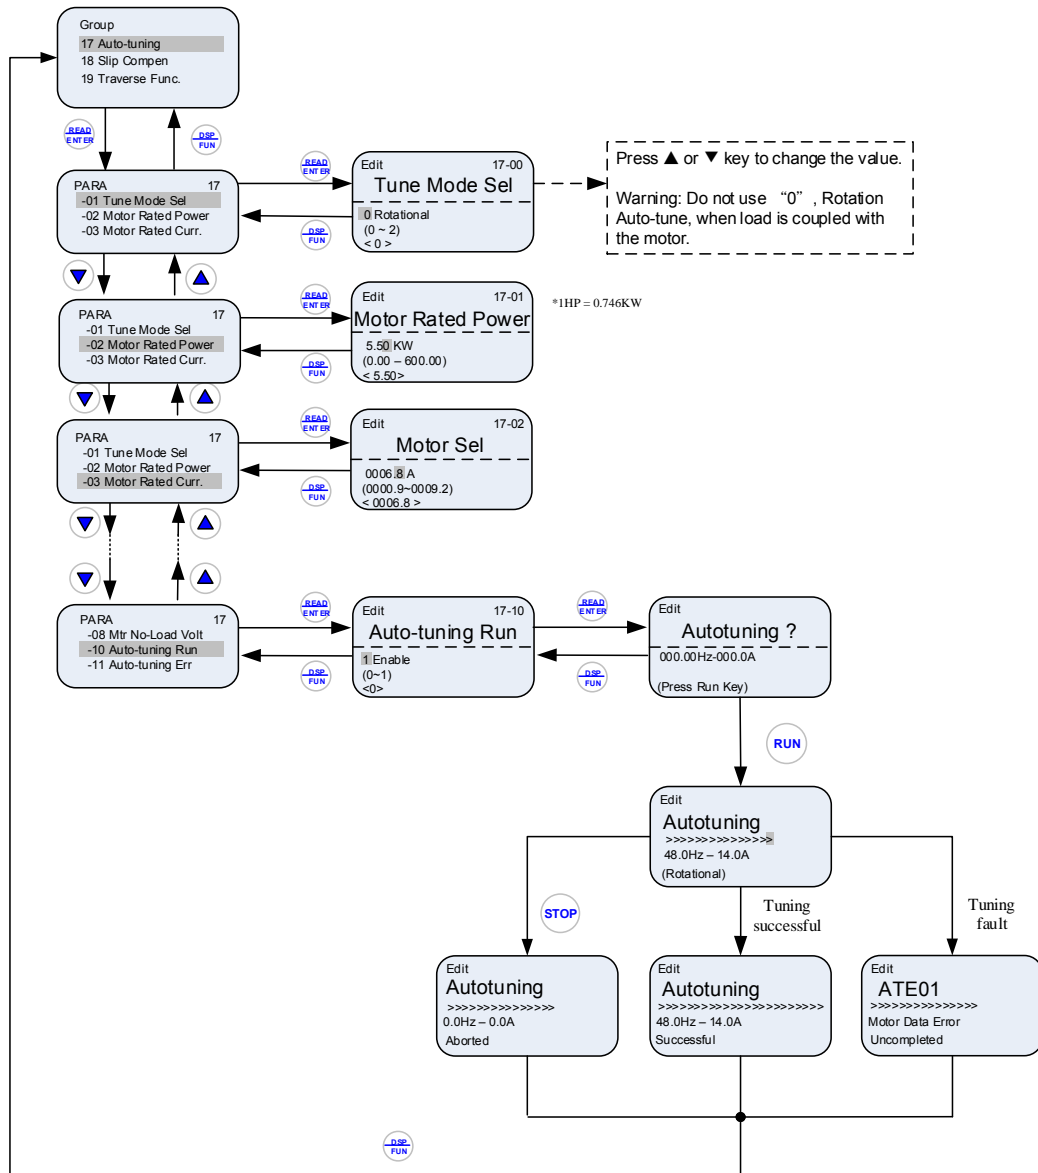 Group
17 Auto-tuning
18 Slip Compen
19 Traverse Func.
READ
ENTER
DSP
FUN
PARA 17
-01 Tune Mode Sel
-02 Motor Rated Power
-03 Motor Rated Curr.
READ
ENTER
DSP
FUN
Edit 17-00
Tune Mode Sel
0 Rotational
(0 ~ 2)
< 0 >
Press ▲ or ▼ key to change the value.
Warning: Do not use “0” , Rotation
Auto-tune, when load is coupled with
the motor.
▼ ▲
PARA 17
-01 Tune Mode Sel
-02 Motor Rated Power
-03 Motor Rated Curr.
READ
ENTER
DSP
FUN
Edit 17-01
Motor Rated Power
5.50 KW
(0.00 – 600.00)
< 5.50>
*1HP = 0.746KW
▼ ▲
PARA 17
-01 Tune Mode Sel
-02 Motor Rated Power
-03 Motor Rated Curr.
READ
ENTER
DSP
FUN
Edit 17-02
Motor Sel
0006.8 A
(0000.9~0009.2)
< 0006.8 >
▼ ▲
▼ ▲
PARA 17
-08 Mtr No-Load Volt
-10 Auto-tuning Run
-11 Auto-tuning Err
READ
ENTER
DSP
FUN
Edit 17-10
Auto-tuning Run
1 Enable
(0~1)
<0>
READ
ENTER
DSP
FUN
Edit
Autotuning ?
000.00Hz-000.0A
(Press Run Key)
RUN
Edit
Autotuning
>>>>>>>>>>>>>>>
48.0Hz – 14.0A
(Rotational)
STOP
Tuning
successful
Tuning
fault
Edit
Autotuning
>>>>>>>>>>>>>>>
0.0Hz – 0.0A
Aborted
Edit
Autotuning
>>>>>>>>>>>>>>>>>>>>>>>
48.0Hz – 14.0A
Successful
Edit
ATE01
>>>>>>>>>>>>>>>
Motor Data Error
Uncompleted
DSP
FUN